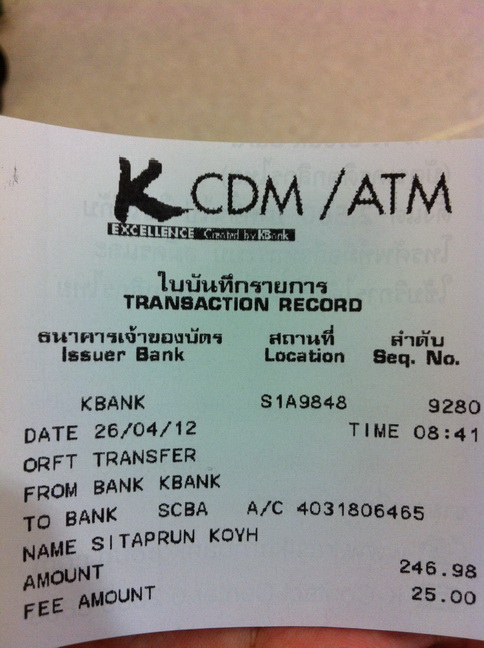 K CDM /ATM
EXCELLENCE Created by KBank
ใบบันทึกรายการ
TRANSACTION RECORD
ธนาคารเจ้าของบัตร สถานที่ ลำดับ
Issuer Bank Location Seq. No.
KBANK S1A9848 9280
DATE 26/04/12 TIME 08:41
ORFT TRANSFER
FROM BANK KBANK
TO BANK SCBA A/C 4031806465
NAME SITAPRUN KOYH
AMOUNT 246.98
FEE AMOUNT 25.00